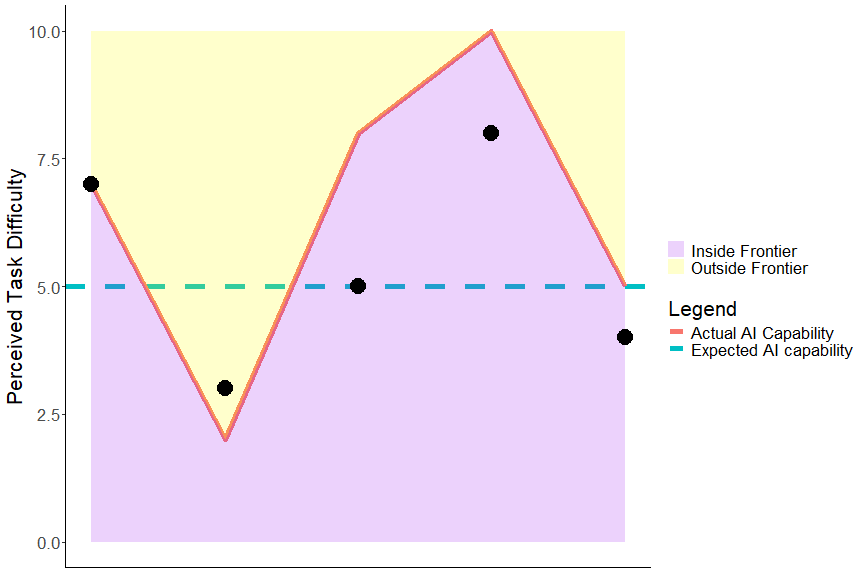 10.0
7.5
5.0
2.5
0.0
Perceived Task Difficulty
Inside Frontier
Outside Frontier
Legend
Actual AI Capability
Expected AI capability